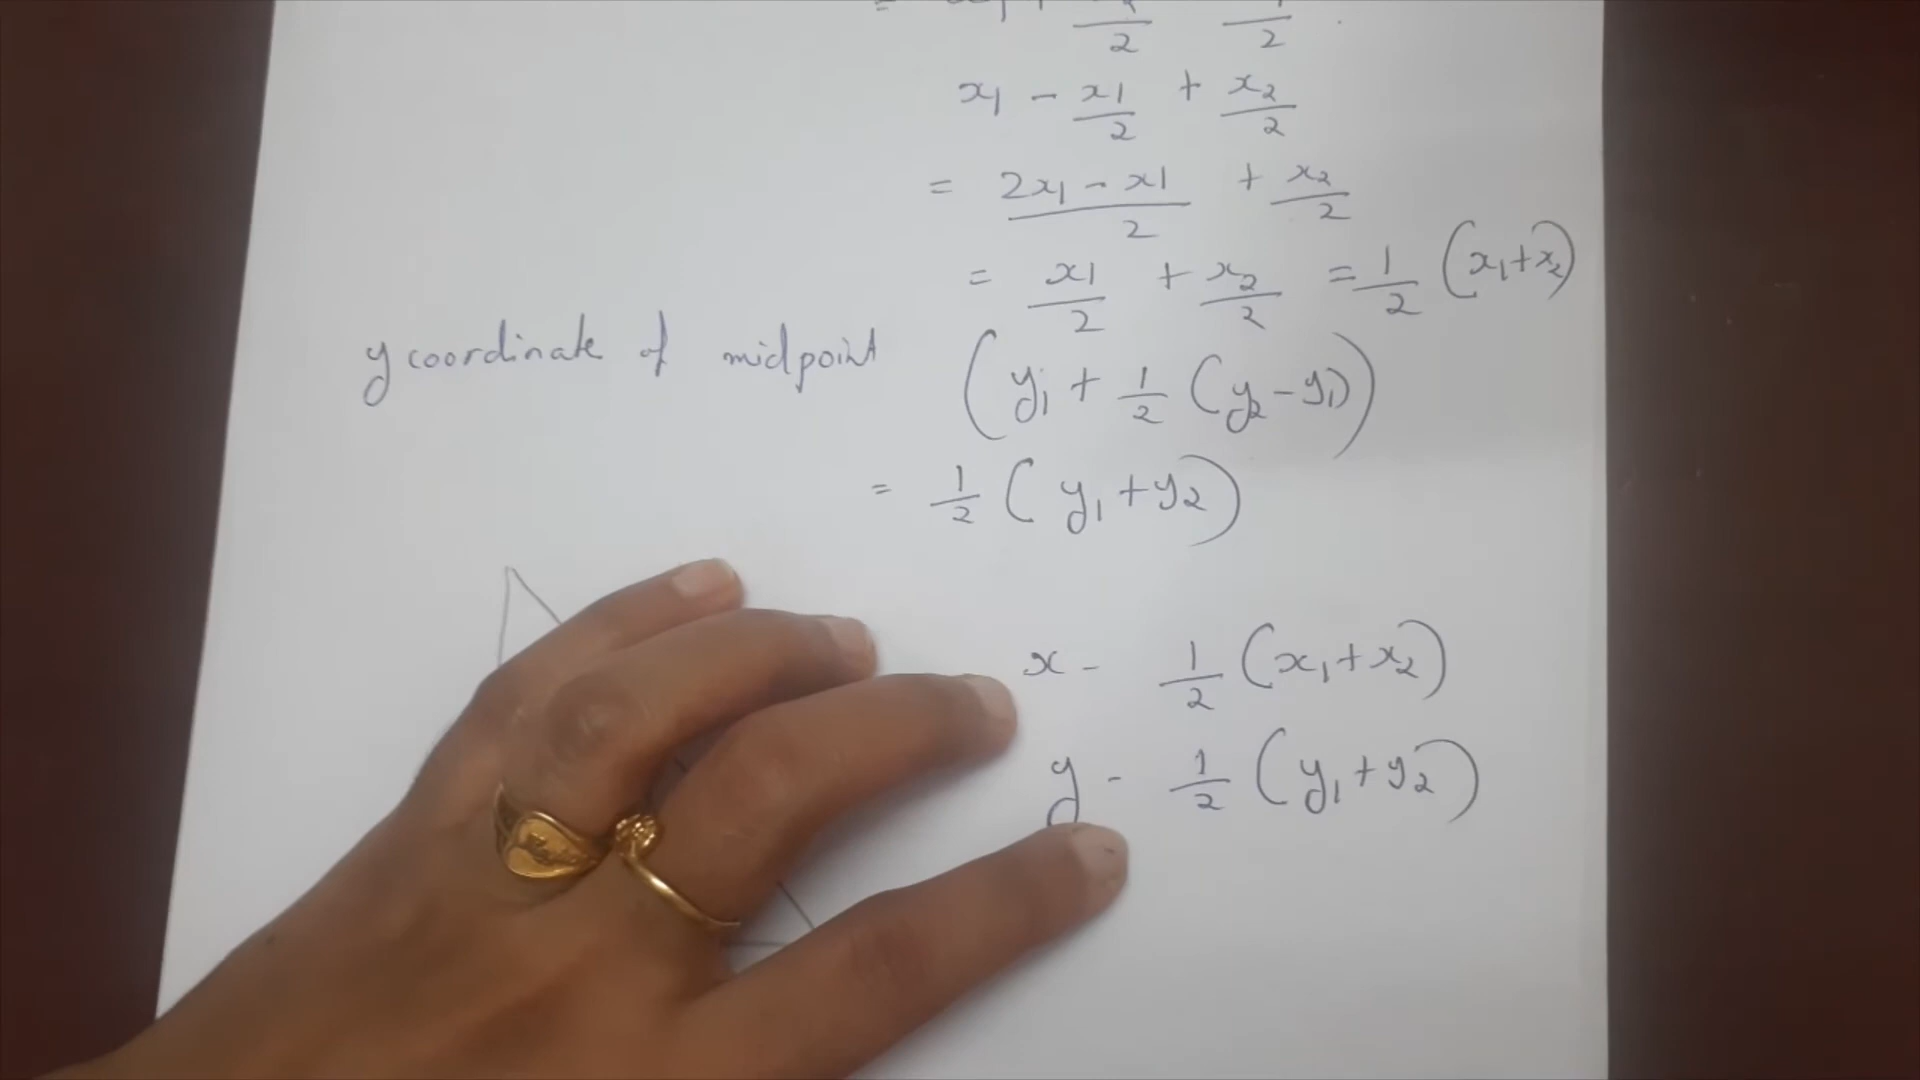 x1 - x1/2 + x2/2
= 2x1 - x1/2 + x2/2
= x1/2 + x2/2 = 1/2 (x1+x2)
y coordinate of midpoint (y1 + 1/2 (y2-y1))
= 1/2 (y1+y2)
x - 1/2 (x1+x2)
y - 1/2 (y1+y2)